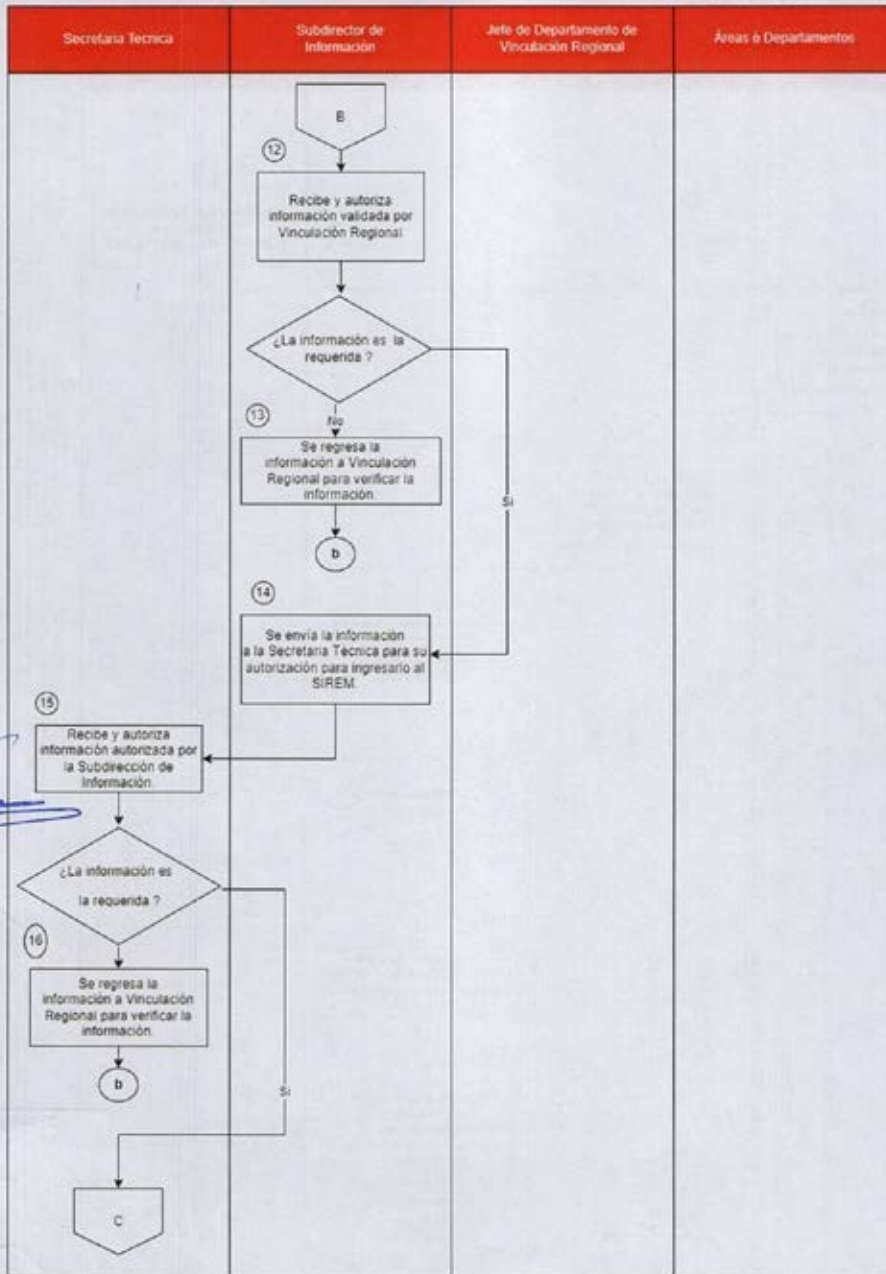 Secretaria Tecnica
Subdirector de
Información
Jefe de Departamento de
Vinculación Regional
Áreas ó Departamentos
B
12
Recibe y autoriza
información validada por
Vinculación Regional
¿La información es la
requerida ?
No
13
Se regresa la
información a Vinculación
Regional para verificar la
información.
b
Sí
14
Se envía la información
a la Secretaria Técnica para su
autorización para ingresarlo al
SIREM.
15
Recibe y autoriza
información autorizada por
la Subdirección de
Información.
¿La información es
la requerida ?
16
Se regresa la
información a Vinculación
Regional para verificar la
información.
b
Sí
C